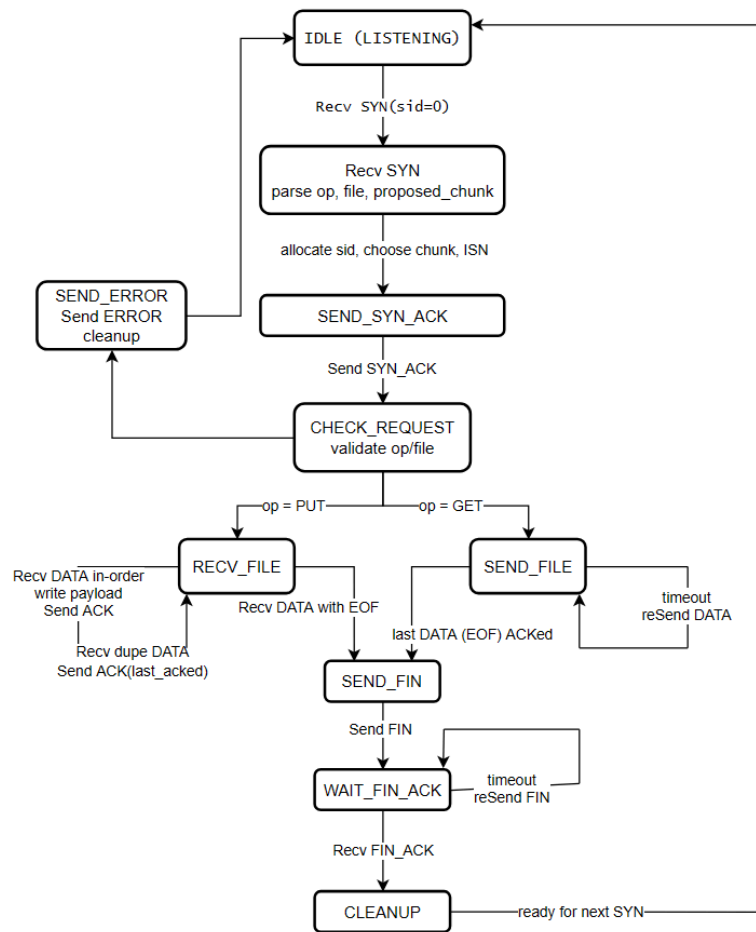 IDLE (LISTENING)
Recv SYN(sid=0)
Recv SYN
parse op, file, proposed_chunk
allocate sid, choose chunk, ISN
SEND_ERROR
Send ERROR
cleanup
SEND_SYN_ACK
Send SYN_ACK
CHECK_REQUEST
validate op/file
op = PUT
op = GET
RECV_FILE
SEND_FILE
Recv DATA in-order
write payload
Send ACK
Recv dupe DATA
Send ACK(last_acked)
Recv DATA with EOF
last DATA (EOF) ACKed
timeout
reSend DATA
SEND_FIN
Send FIN
WAIT_FIN_ACK
timeout
reSend FIN
Recv FIN_ACK
CLEANUP
ready for next SYN